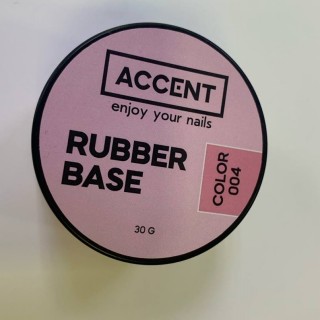 ACCENT
enjoy your nails
RUBBER
BASE
COLOR
004
30 G